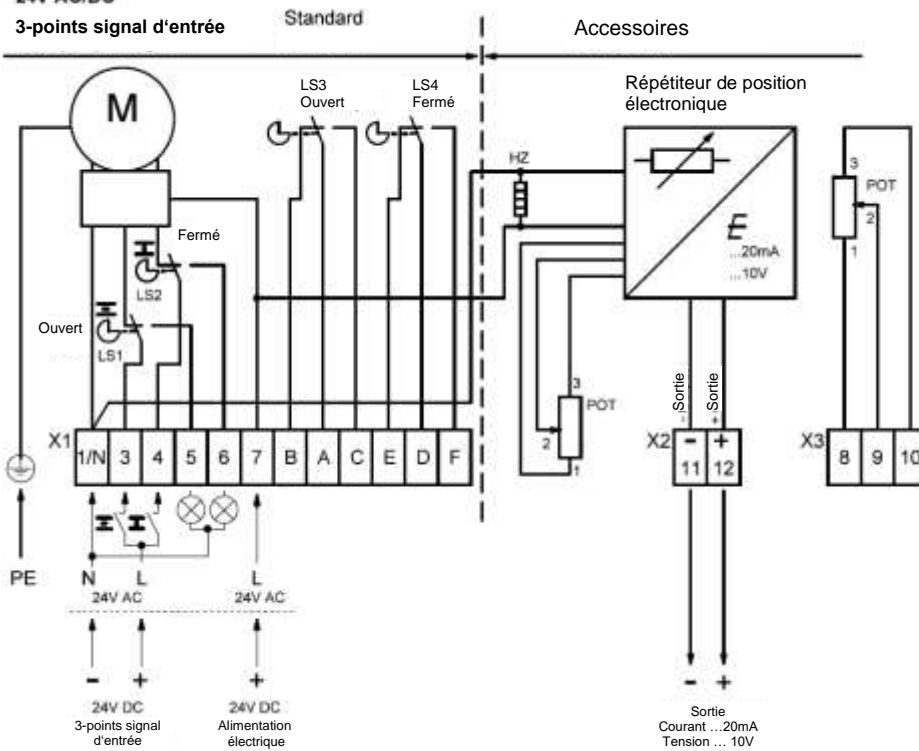 24V AC/DC
3-points signal d'entrée
Standard
Accessoires
M
LS3
Ouvert
LS4
Fermé
Répétiteur de position
électronique
HZ
E
...20mA
...10V
3
POT
2
1
Fermé
LS2
Ouvert
LS1
3
POT
2
1
- Sortie
+ Sortie
X1
1/N 3 4 5 6 7 B A C E D F
X2
- +
11 12
X3
8 9 10
PE
N L
24V AC
L
24V AC
- +
24V DC
3-points signal
d'entrée
+
24V DC
Alimentation
électrique
- +
Sortie
Courant ...20mA
Tension ... 10V